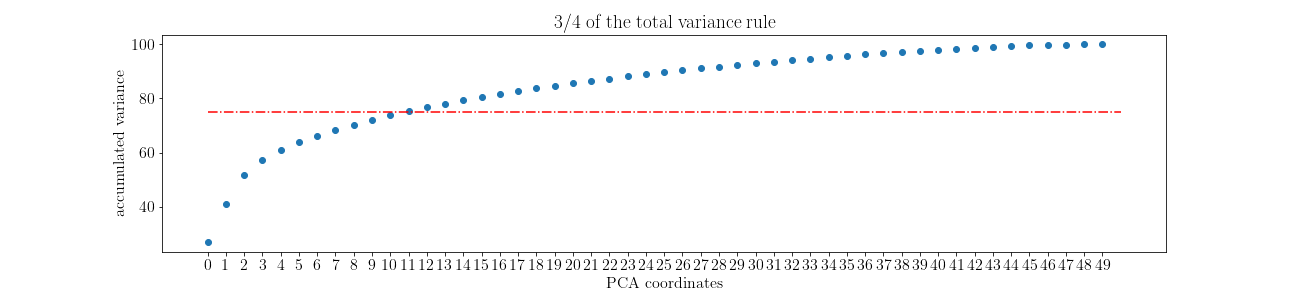 3/4 of the total variance rule
100
80
60
40
accumulated variance
0 1 2 3 4 5 6 7 8 9 10 11 12 13 14 15 16 17 18 19 20 21 22 23 24 25 26 27 28 29 30 31 32 33 34 35 36 37 38 39 40 41 42 43 44 45 46 47 48 49
PCA coordinates